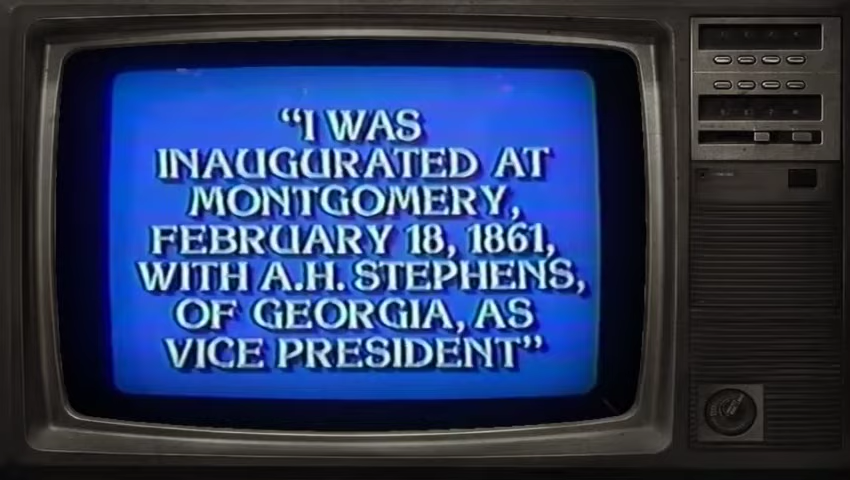 “I WAS
INAUGURATED AT
MONTGOMERY,
FEBRUARY 18, 1861,
WITH A.H. STEPHENS,
OF GEORGIA, AS
VICE PRESIDENT”